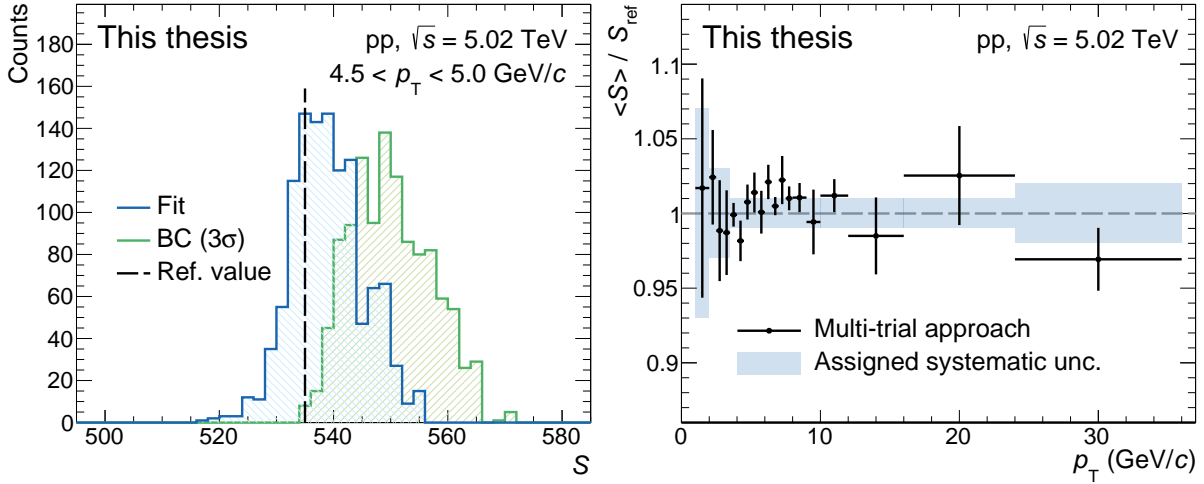 This thesis
pp, √s = 5.02 TeV
4.5 < pT < 5.0 GeV/c
Counts
180
160
140
120
100
80
60
40
20
0
Fit
BC (3σ)
Ref. value
500
520
540
560
580
S
This thesis
pp, √s = 5.02 TeV
<S> / Sref
1.1
1.05
1
0.95
0.9
Multi-trial approach
Assigned systematic unc.
0
10
20
30
pT (GeV/c)